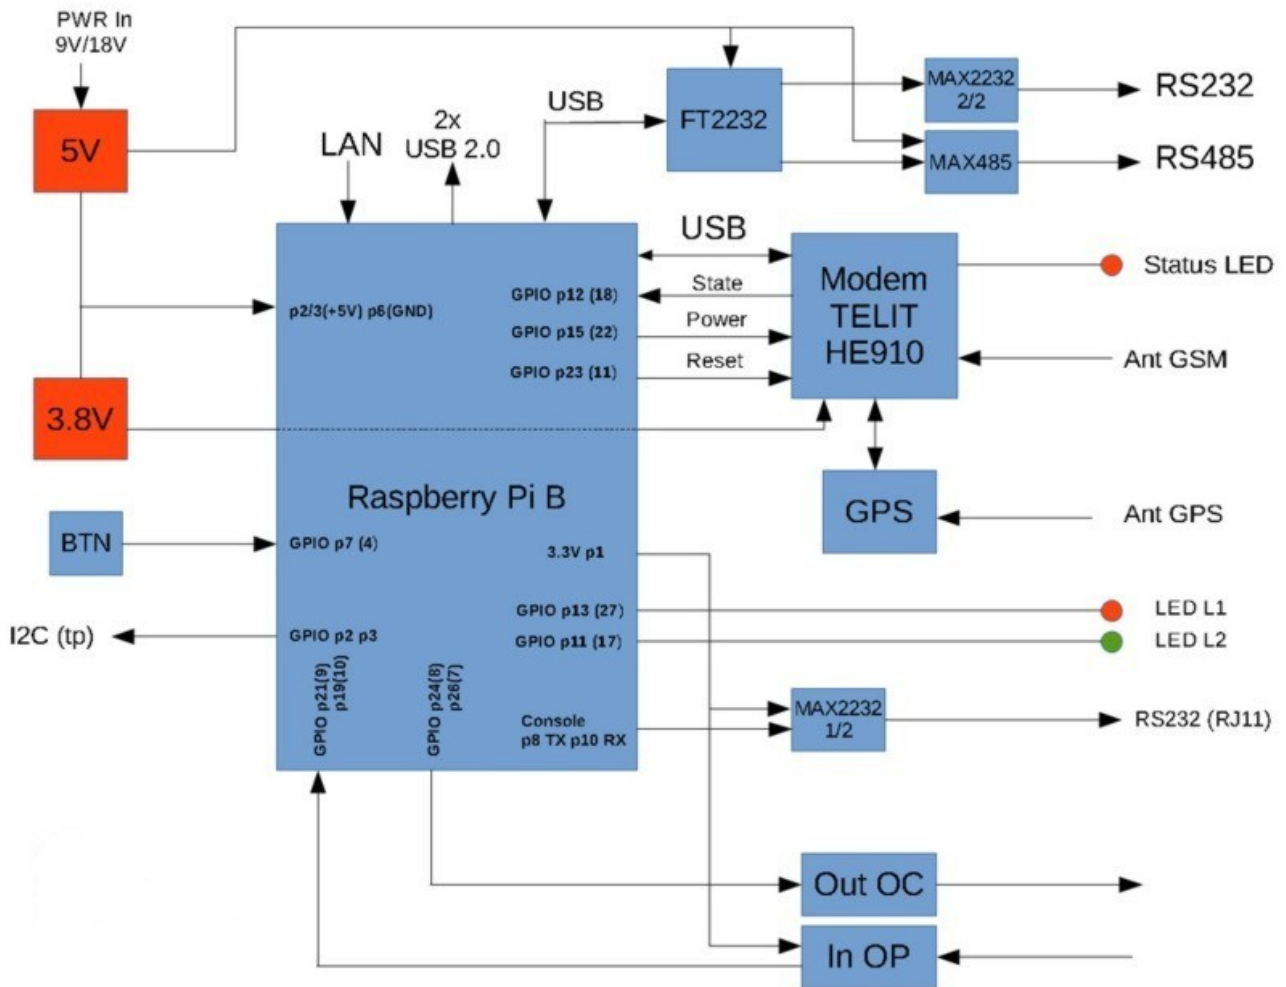 PWR In
9V/18V
5V
LAN
2x
USB 2.0
USB
FT2232
MAX2232
2/2
RS232
MAX485
RS485
p2/3(+5V) p6(GND)
GPIO p12 (18)
GPIO p15 (22)
GPIO p23 (11)
USB
State
Power
Reset
Modem
TELIT
HE910
Status LED
Ant GSM
3.8V
Raspberry Pi B
GPS
Ant GPS
BTN
GPIO p7 (4)
3.3V p1
I2C (tp)
GPIO p2 p3
GPIO p13 (27)
GPIO p11 (17)
LED L1
LED L2
GPIO p21(9)
p19(10)
GPIO p24(8)
p26(7)
Console
p8 TX p10 RX
MAX2232
1/2
RS232 (RJ11)
Out OC
In OP